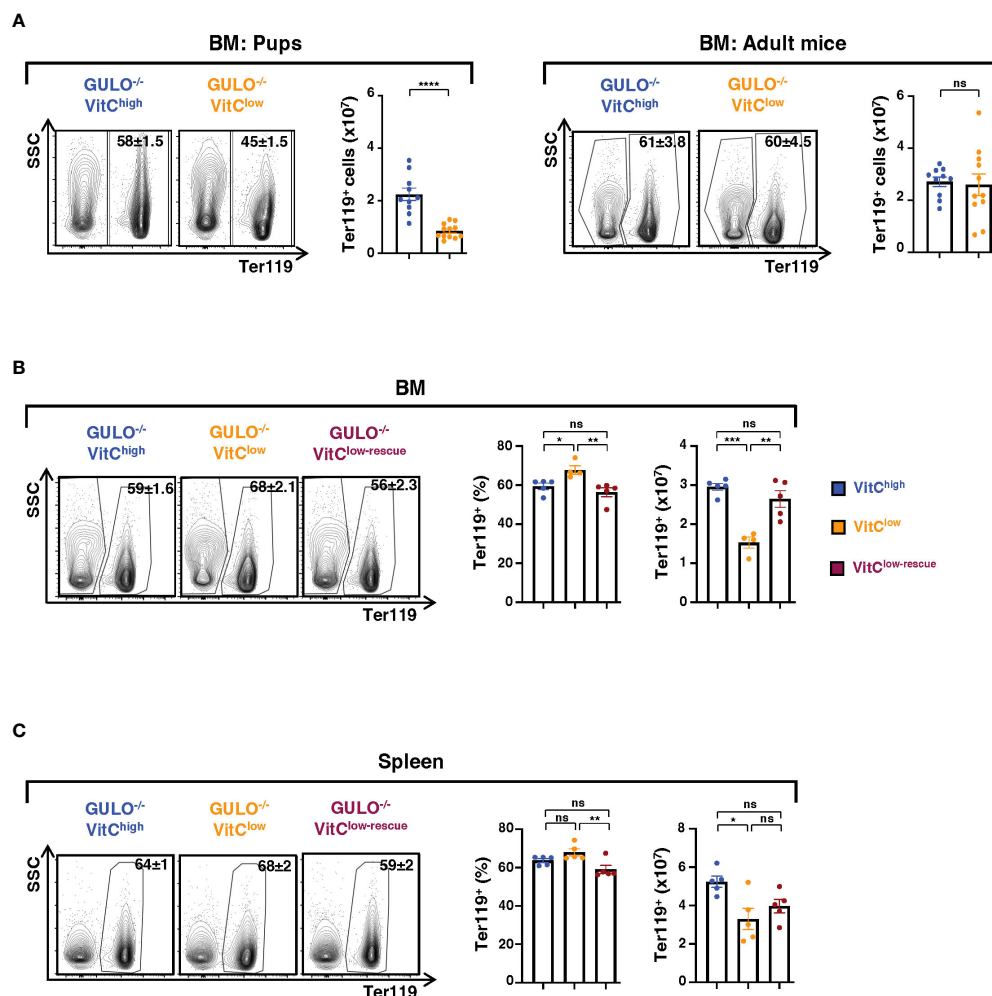 A
BM: Pups
BM: Adult mice
GULO-/- GULO-/-
VitChigh VitClow
GULO-/- GULO-/-
VitChigh VitClow
SSC
58±1.5 45±1.5
Ter119
Ter119+ cells (x107)
6
4
2
0
****
SSC
61±3.8 60±4.5
Ter119
Ter119+ cells (x107)
6
4
2
0
ns
B
BM
GULO-/- GULO-/- GULO-/-
VitChigh VitClow VitClow-rescue
SSC
59±1.6 68±2.1 56±2.3
Ter119
Ter119+ (%)
80
60
40
20
0
ns
* **
Ter119+ (x107)
4
3
2
1
0
ns
*** **
VitChigh
VitClow
VitClow-rescue
C
Spleen
GULO-/- GULO-/- GULO-/-
VitChigh VitClow VitClow-rescue
SSC
64±1 68±2 59±2
Ter119
Ter119+ (%)
80
60
40
20
0
ns
ns **
Ter119+ (x107)
8
6
4
2
0
ns
* ns